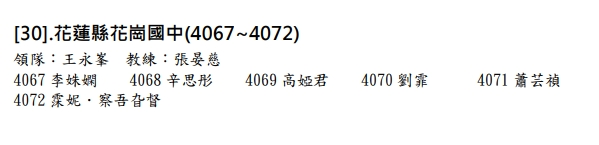 [30].花蓮縣花崗國中(4067~4072)
領隊：王永峯 教練：張晏慈
4067 李姝嫻 4068 辛思彤 4069 高婭君 4070 劉霏 4071 蕭芸禎
4072 霂妮．察吾旮督